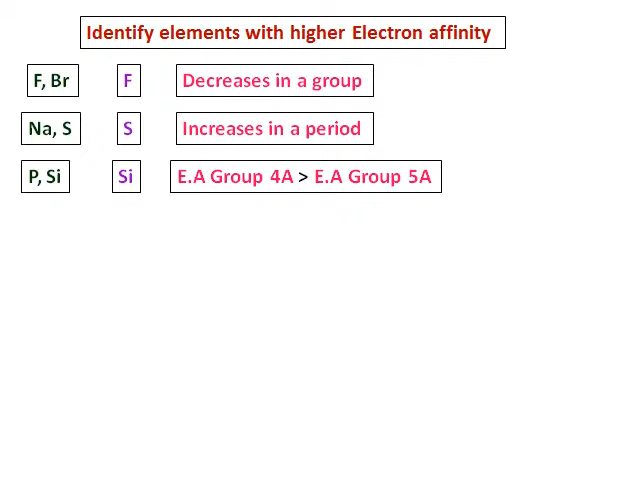 Identify elements with higher Electron affinity
F, Br F Decreases in a group
Na, S S Increases in a period
P, Si Si E.A Group 4A > E.A Group 5A